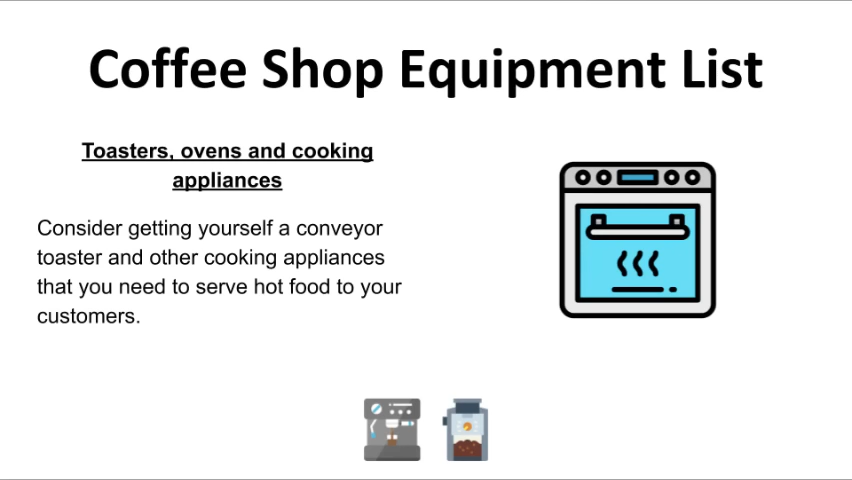 Coffee Shop Equipment List
Toasters, ovens and cooking
appliances
Consider getting yourself a conveyor
toaster and other cooking appliances
that you need to serve hot food to your
customers.